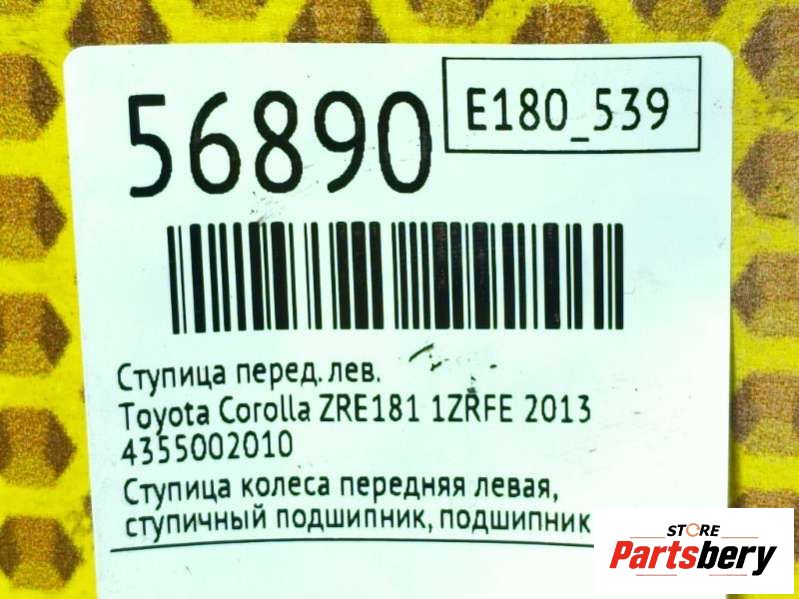 56890
E180_539
Ступица перед. лев.
Toyota Corolla ZRE181 1ZRFE 2013
4355002010
Ступица колеса передняя левая,
ступичный подшипник, подшипник
STORE
Partsbery